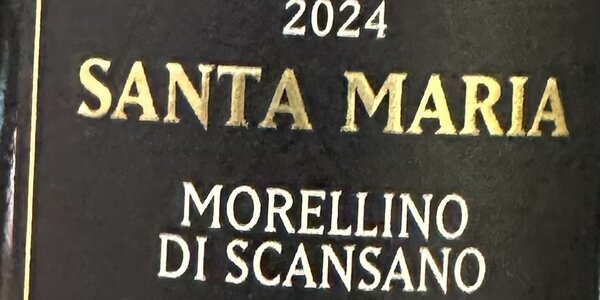 2024
SANTA MARIA
MORELLINO
DI SCANSANO